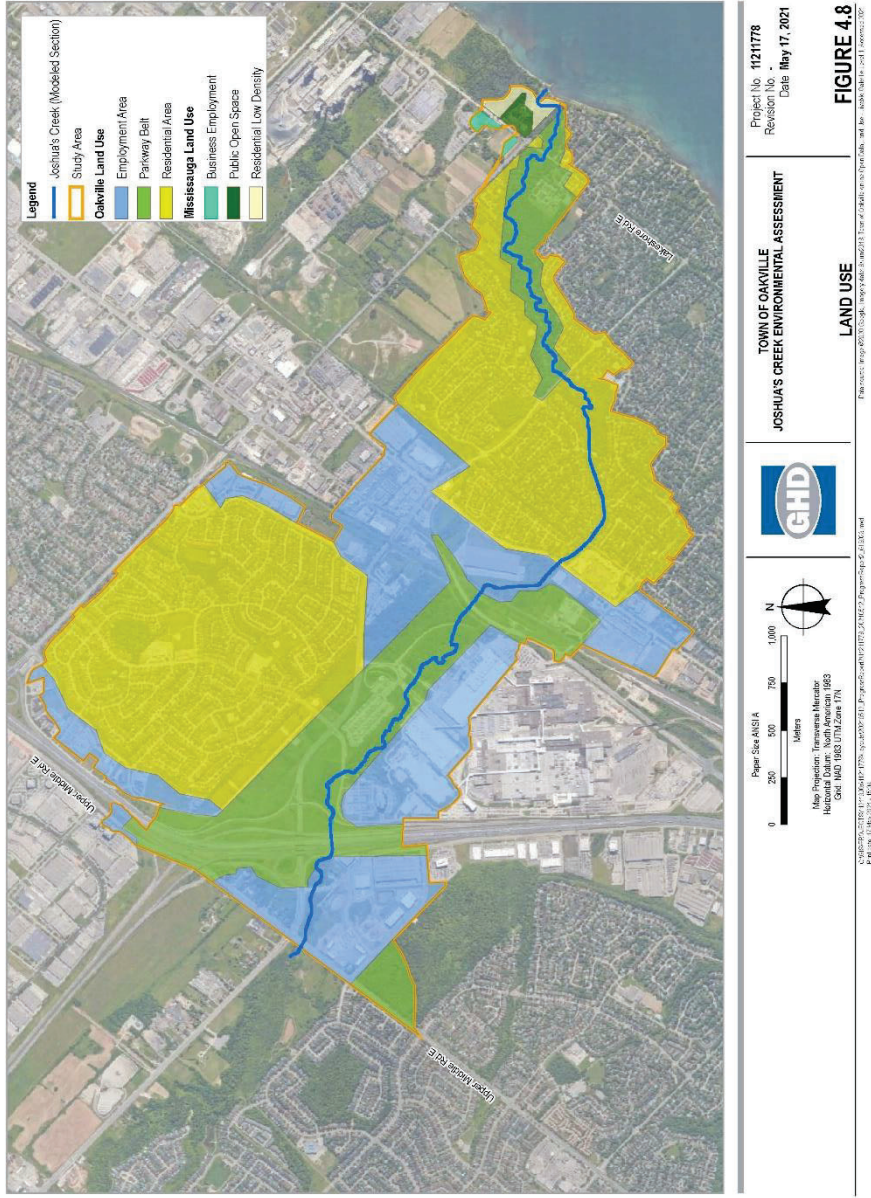 Legend
Joshua's Creek (Modeled Section)
Study Area
Oakville Land Use
Employment Area
Parkway Belt
Residential Area
Mississauga Land Use
Business Employment
Public Open Space
Residential Low Density
Upper Middle Rd E
Upper Middle Rd E
Lakeshore Rd E
Paper Size ANSI A
0 250 500 750 1,000
Meters
Map Projection: Transverse Mercator
Horizontal Datum: North American 1983
Grid: NAD 1983 UTM Zone 17N
N
GHD
TOWN OF OAKVILLE
JOSHUA'S CREEK ENVIRONMENTAL ASSESSMENT
LAND USE
Project No. 11211778
Revision No. -
Date May 17, 2021
FIGURE 4.8